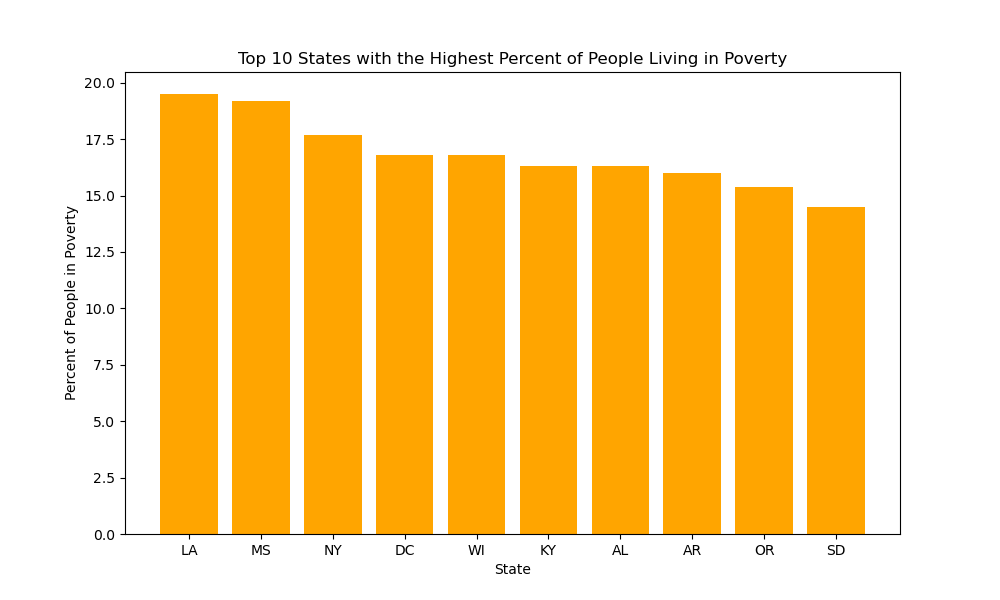 Top 10 States with the Highest Percent of People Living in Poverty
Percent of People in Poverty
20.0
17.5
15.0
12.5
10.0
7.5
5.0
2.5
0.0
LA MS NY DC WI KY AL AR OR SD
State